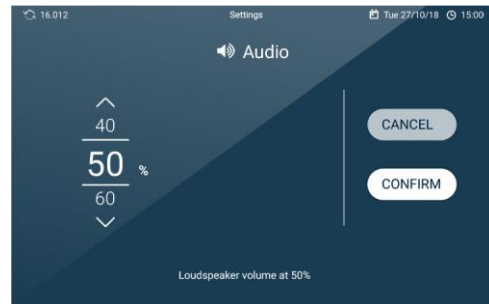 16.012 Settings Tue 27/10/18 15:00
Audio
40
50 %
60
CANCEL
CONFIRM
Loudspeaker volume at 50%